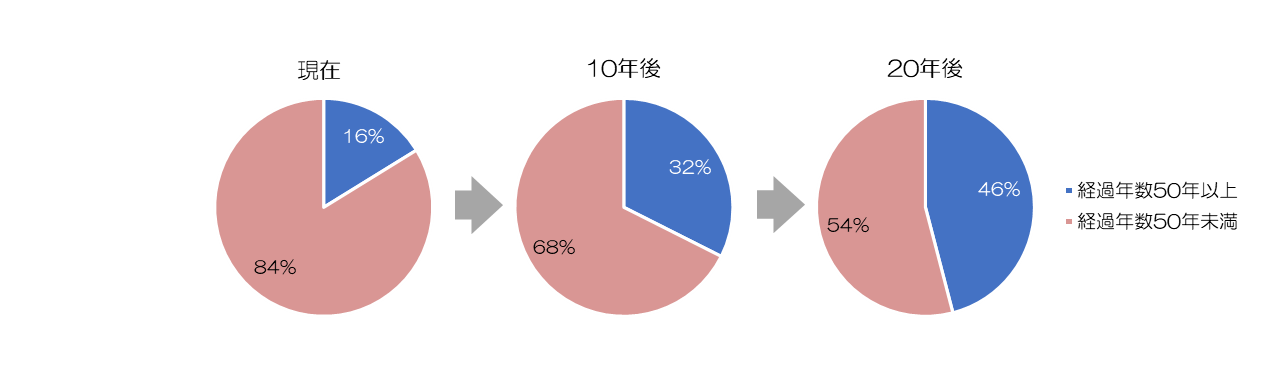 現在
10年後
20年後
16%
84%
32%
68%
46%
54%
経過年数50年以上
経過年数50年未満